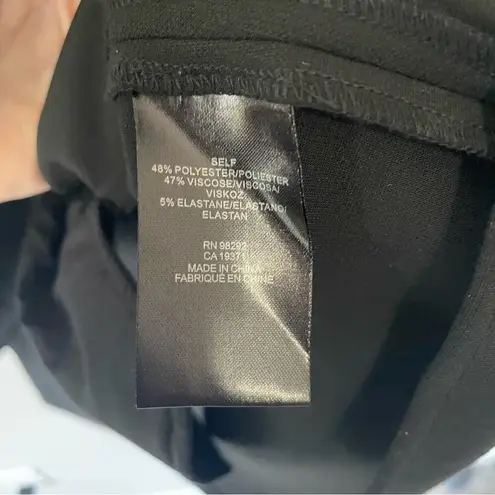 SELF
48% POLYESTER/POLIESTER
47% VISCOSE/VISCOSA/
VISKOZ
5% ELASTANE/ELASTANO/
ELASTAN
RN 98292
CA 19371
MADE IN CHINA
FABRIQUÉ EN CHINE